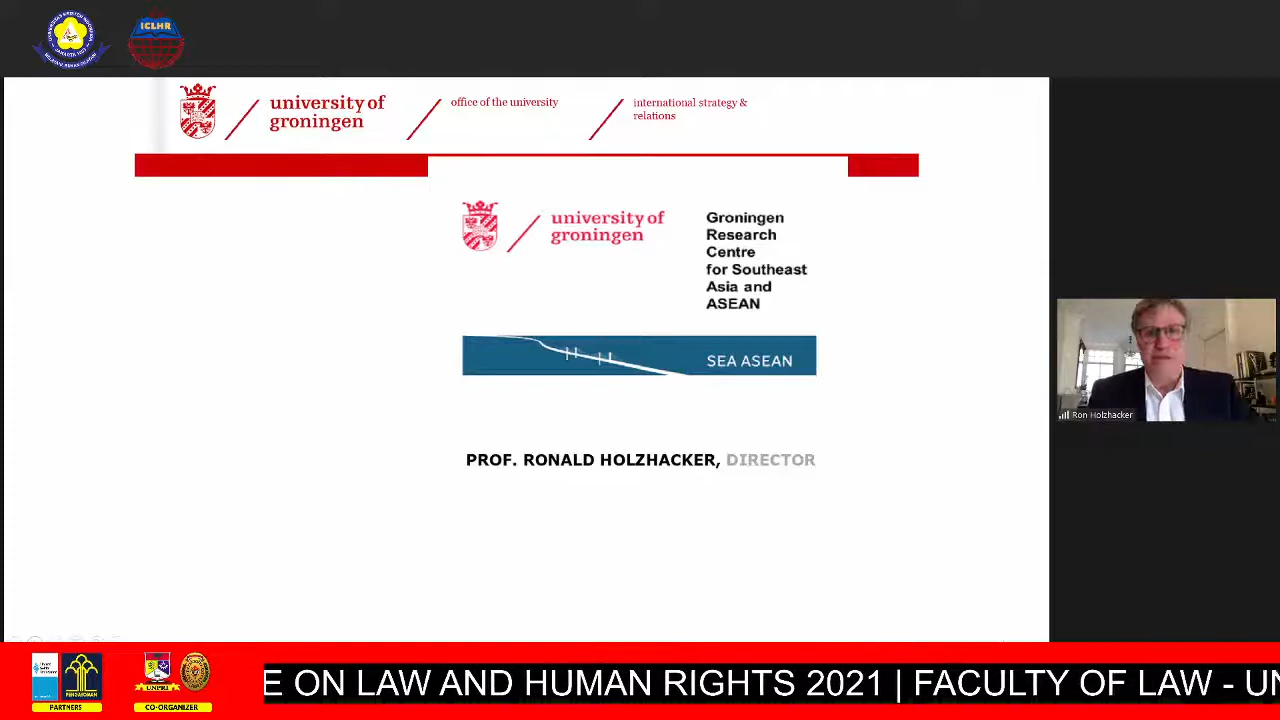 ICLHR
university of
groningen
office of the university
international strategy &
relations
university of
groningen
Groningen
Research
Centre
for Southeast
Asia and
ASEAN
SEA ASEAN
PROF. RONALD HOLZHACKER, DIRECTOR
Ron Holzhacker
PENGAYOMAN
PARTNERS
UNPRI
CO-ORGANIZER
E ON LAW AND HUMAN RIGHTS 2021 | FACULTY OF LAW - UN